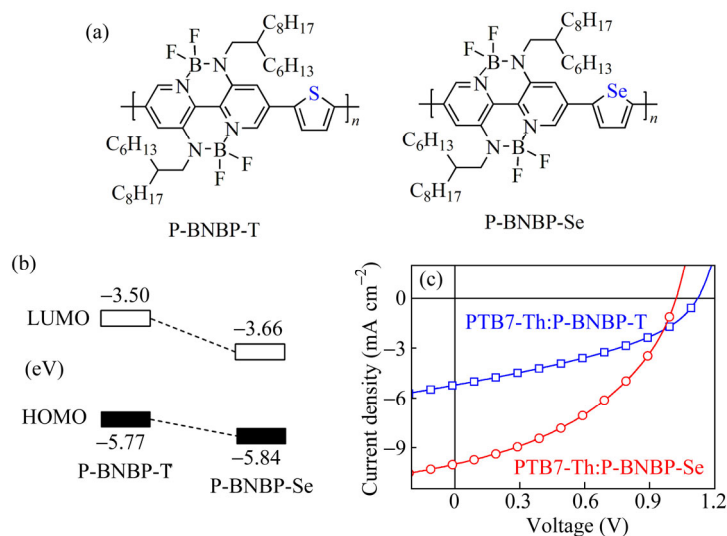 (a)
C8H17
C6H13
F
F
B
N
N
S
[
]n
N
N
B
F
F
C6H13
C8H17
P-BNBP-T
C8H17
C6H13
F
F
B
N
N
Se
[
]n
N
N
B
F
F
C6H13
C8H17
P-BNBP-Se
(b)
−3.50
LUMO
−3.66
(eV)
HOMO
−5.77
−5.84
P-BNBP-T
P-BNBP-Se
(c)
Current density (mA cm−2)
0
−3
−6
−9
PTB7-Th:P-BNBP-T
PTB7-Th:P-BNBP-Se
0
0.3
0.6
0.9
1.2
Voltage (V)